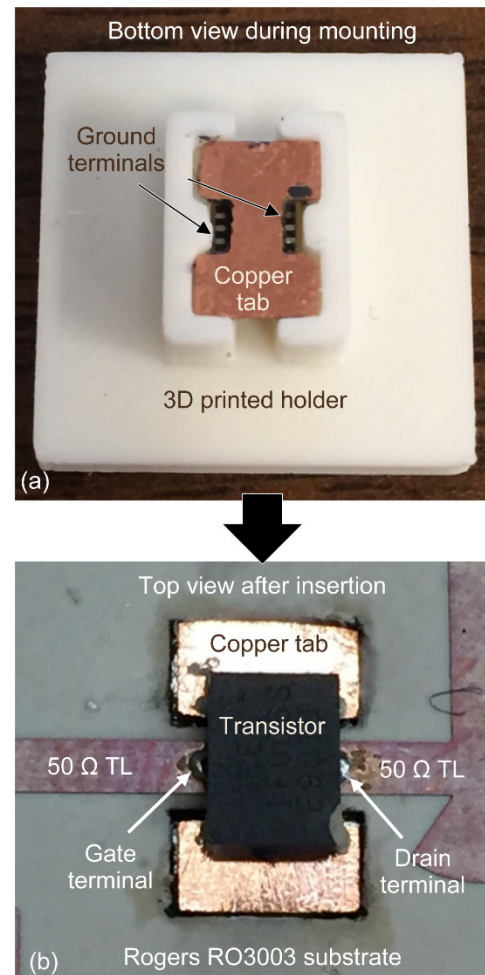 Bottom view during mounting
Ground
terminals
Copper
tab
3D printed holder
(a)
Top view after insertion
Copper tab
Transistor
50 Ω TL
50 Ω TL
Gate
terminal
Drain
terminal
(b)
Rogers RO3003 substrate